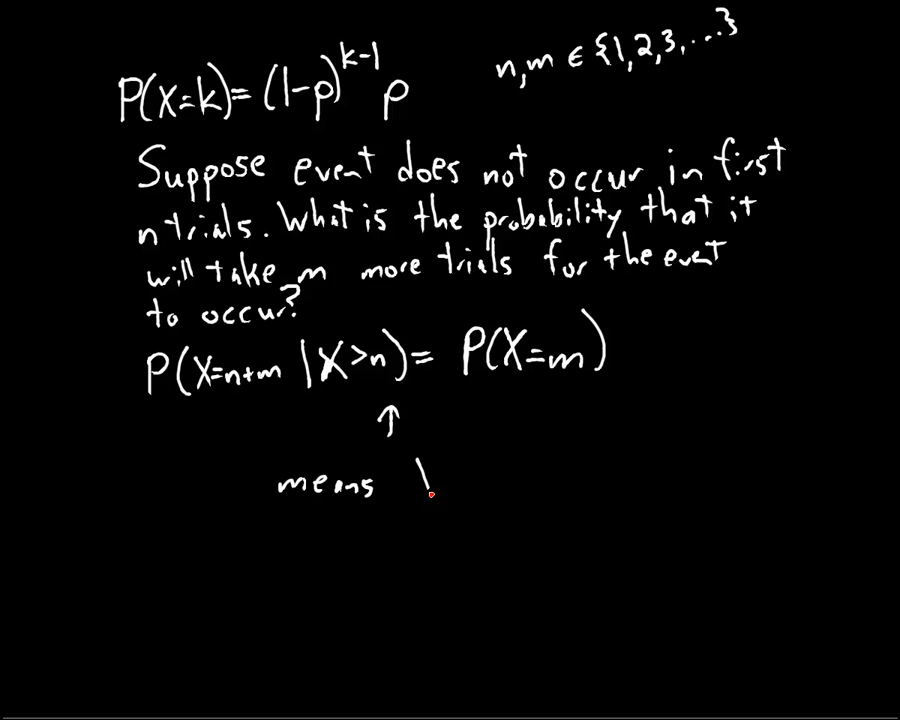 P(X=k)=(1-p)^{k-1} p
n,m ∈ {1,2,3,...}
Suppose event does not occur in first
n trials. What is the probability that it
will take m more trials for the event
to occur?
P(X=n+m | X>n)= P(X=m)
↑
means \